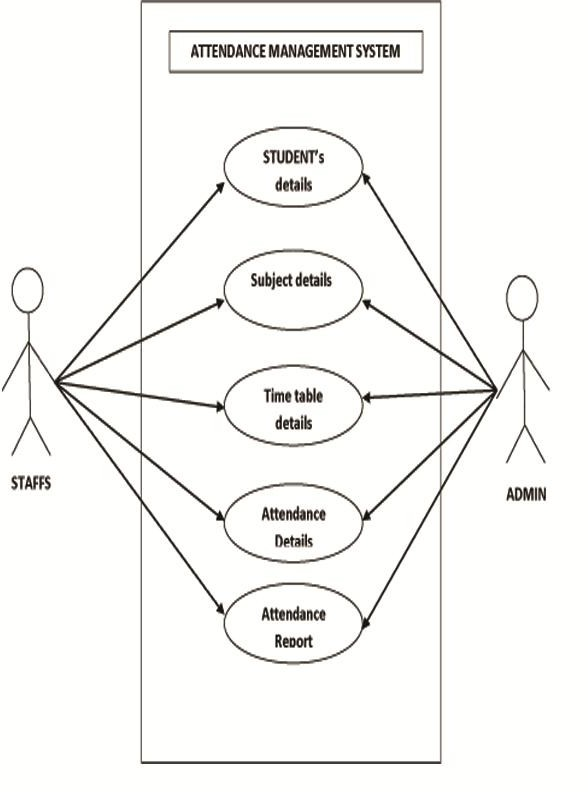 ATTENDANCE MANAGEMENT SYSTEM
STUDENT's
details
Subject details
Time table
details
Attendance
Details
Attendance
Report
STAFFS
ADMIN